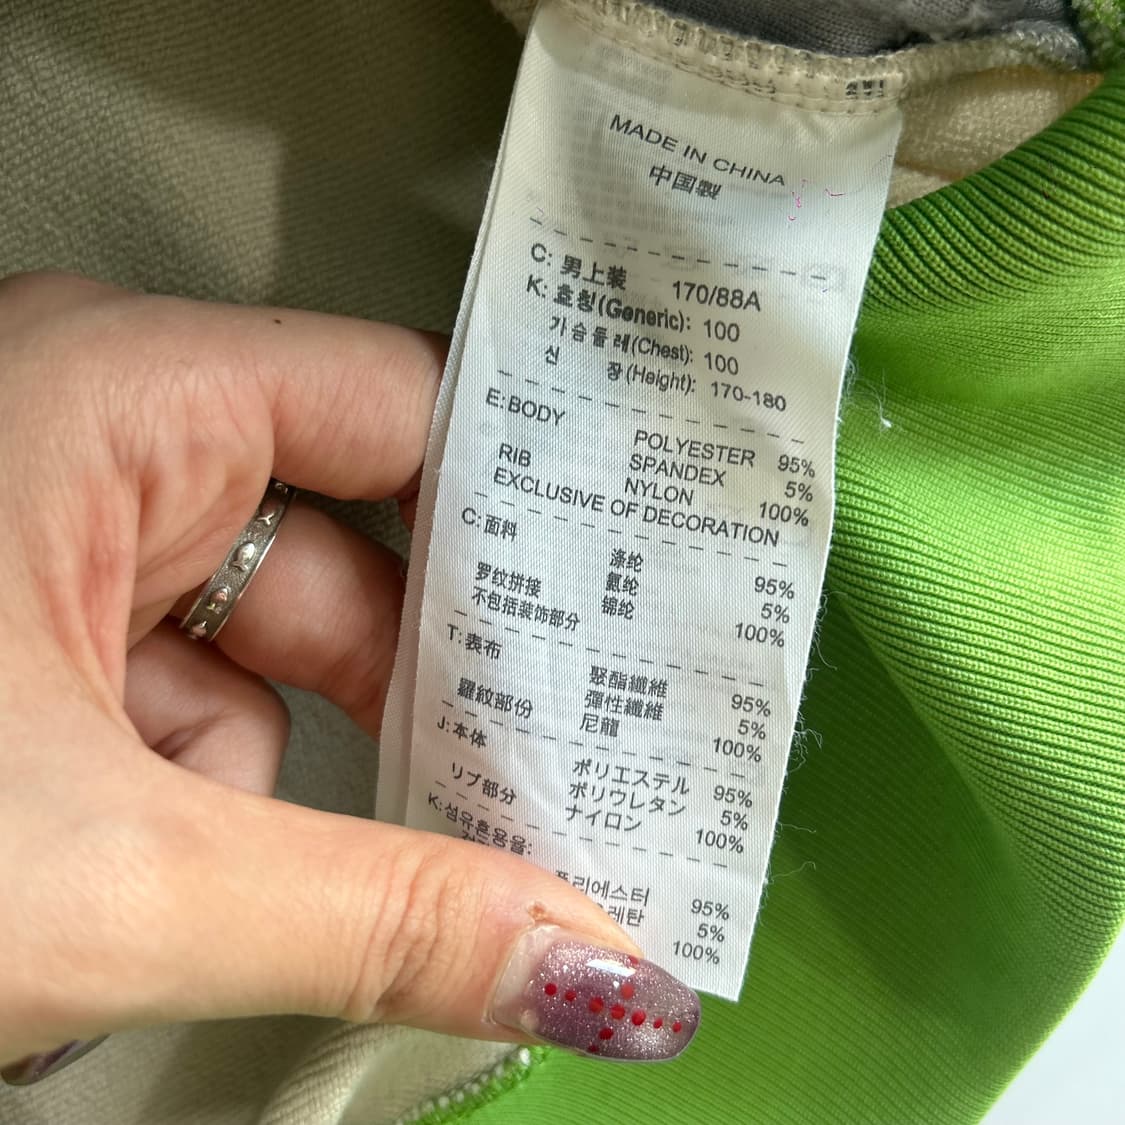 MADE IN CHINA
中国製
C: 男上装 170/88A
K: 호칭(Generic): 100
가슴둘레(Chest): 100
신 장(Height): 170-180
E:BODY POLYESTER 95%
SPANDEX 5%
RIB NYLON 100%
EXCLUSIVE OF DECORATION
C:面料 涤纶 95%
氨纶 5%
罗纹拼接 锦纶 100%
不包括装饰部分
T:表布 聚酯纖維 95%
彈性纖維 5%
羅紋部份 尼龍 100%
J:本体 ポリエステル 95%
ポリウレタン 5%
リブ部分 ナイロン 100%
K:섬유혼용율:
폴리에스터 95%
레탄 5%
100%